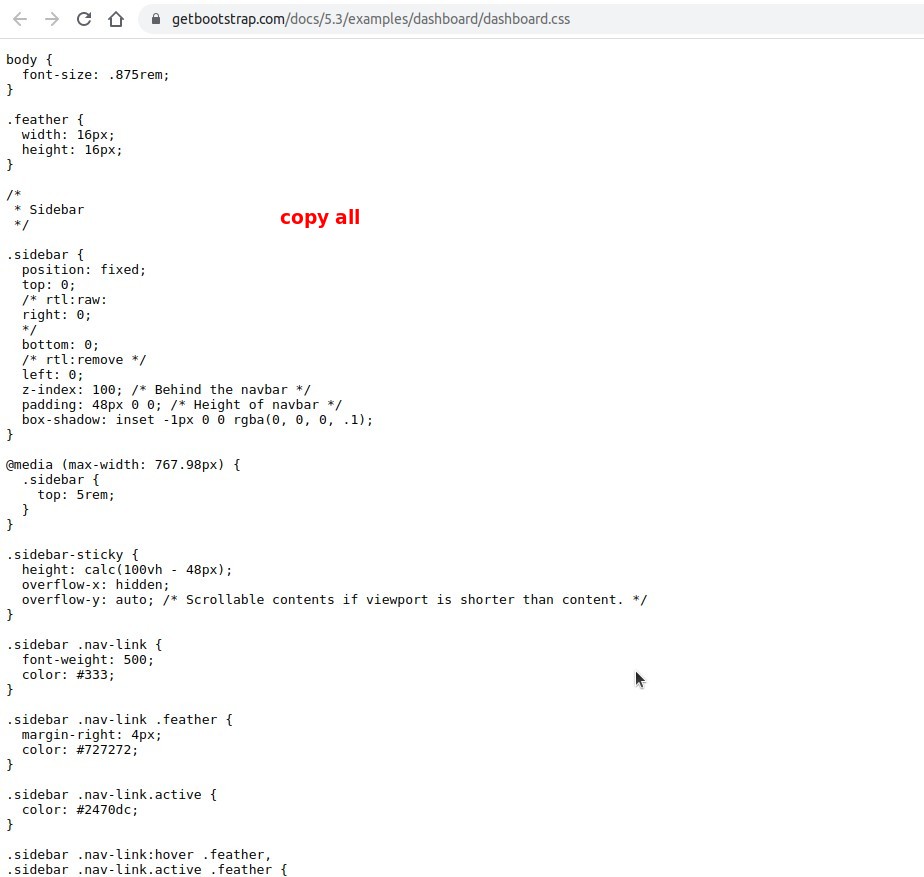 getbootstrap.com/docs/5.3/examples/dashboard/dashboard.css
body {
  font-size: .875rem;
}
.feather {
  width: 16px;
  height: 16px;
}
/*
 * Sidebar
 */
copy all
.sidebar {
  position: fixed;
  top: 0;
  /* rtl:raw:
  right: 0;
  */
  bottom: 0;
  /* rtl:remove */
  left: 0;
  z-index: 100; /* Behind the navbar */
  padding: 48px 0 0; /* Height of navbar */
  box-shadow: inset -1px 0 0 rgba(0, 0, 0, .1);
}
@media (max-width: 767.98px) {
  .sidebar {
    top: 5rem;
  }
}
.sidebar-sticky {
  height: calc(100vh - 48px);
  overflow-x: hidden;
  overflow-y: auto; /* Scrollable contents if viewport is shorter than content. */
}
.sidebar .nav-link {
  font-weight: 500;
  color: #333;
}
.sidebar .nav-link .feather {
  margin-right: 4px;
  color: #727272;
}
.sidebar .nav-link.active {
  color: #2470dc;
}
.sidebar .nav-link:hover .feather,
.sidebar .nav-link.active .feather {